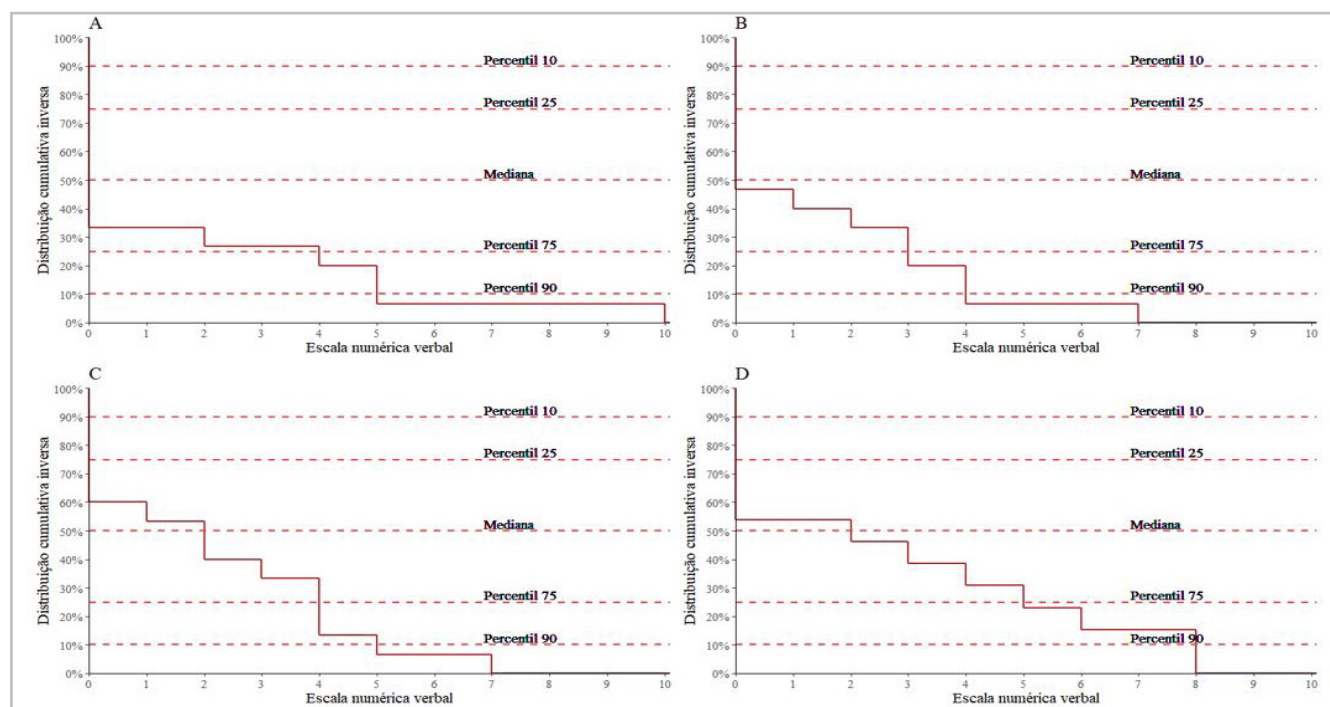 A
Distribuição cumulativa inversa
100%
90%
80%
70%
60%
50%
40%
30%
20%
10%
0%
Percentil 10
Percentil 25
Mediana
Percentil 75
Percentil 90
0 1 2 3 4 5 6 7 8 9 10
Escala numérica verbal
B
Distribuição cumulativa inversa
100%
90%
80%
70%
60%
50%
40%
30%
20%
10%
0%
Percentil 10
Percentil 25
Mediana
Percentil 75
Percentil 90
0 1 2 3 4 5 6 7 8 9 10
Escala numérica verbal
C
Distribuição cumulativa inversa
100%
90%
80%
70%
60%
50%
40%
30%
20%
10%
0%
Percentil 10
Percentil 25
Mediana
Percentil 75
Percentil 90
0 1 2 3 4 5 6 7 8 9 10
Escala numérica verbal
D
Distribuição cumulativa inversa
100%
90%
80%
70%
60%
50%
40%
30%
20%
10%
0%
Percentil 10
Percentil 25
Mediana
Percentil 75
Percentil 90
0 1 2 3 4 5 6 7 8 9 10
Escala numérica verbal